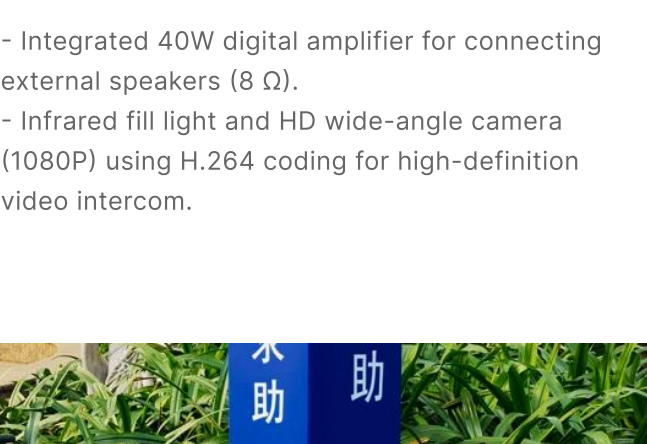 - Integrated 40W digital amplifier for connecting
external speakers (8 Ω).
- Infrared fill light and HD wide-angle camera
(1080P) using H.264 coding for high-definition
video intercom.
求
助
助